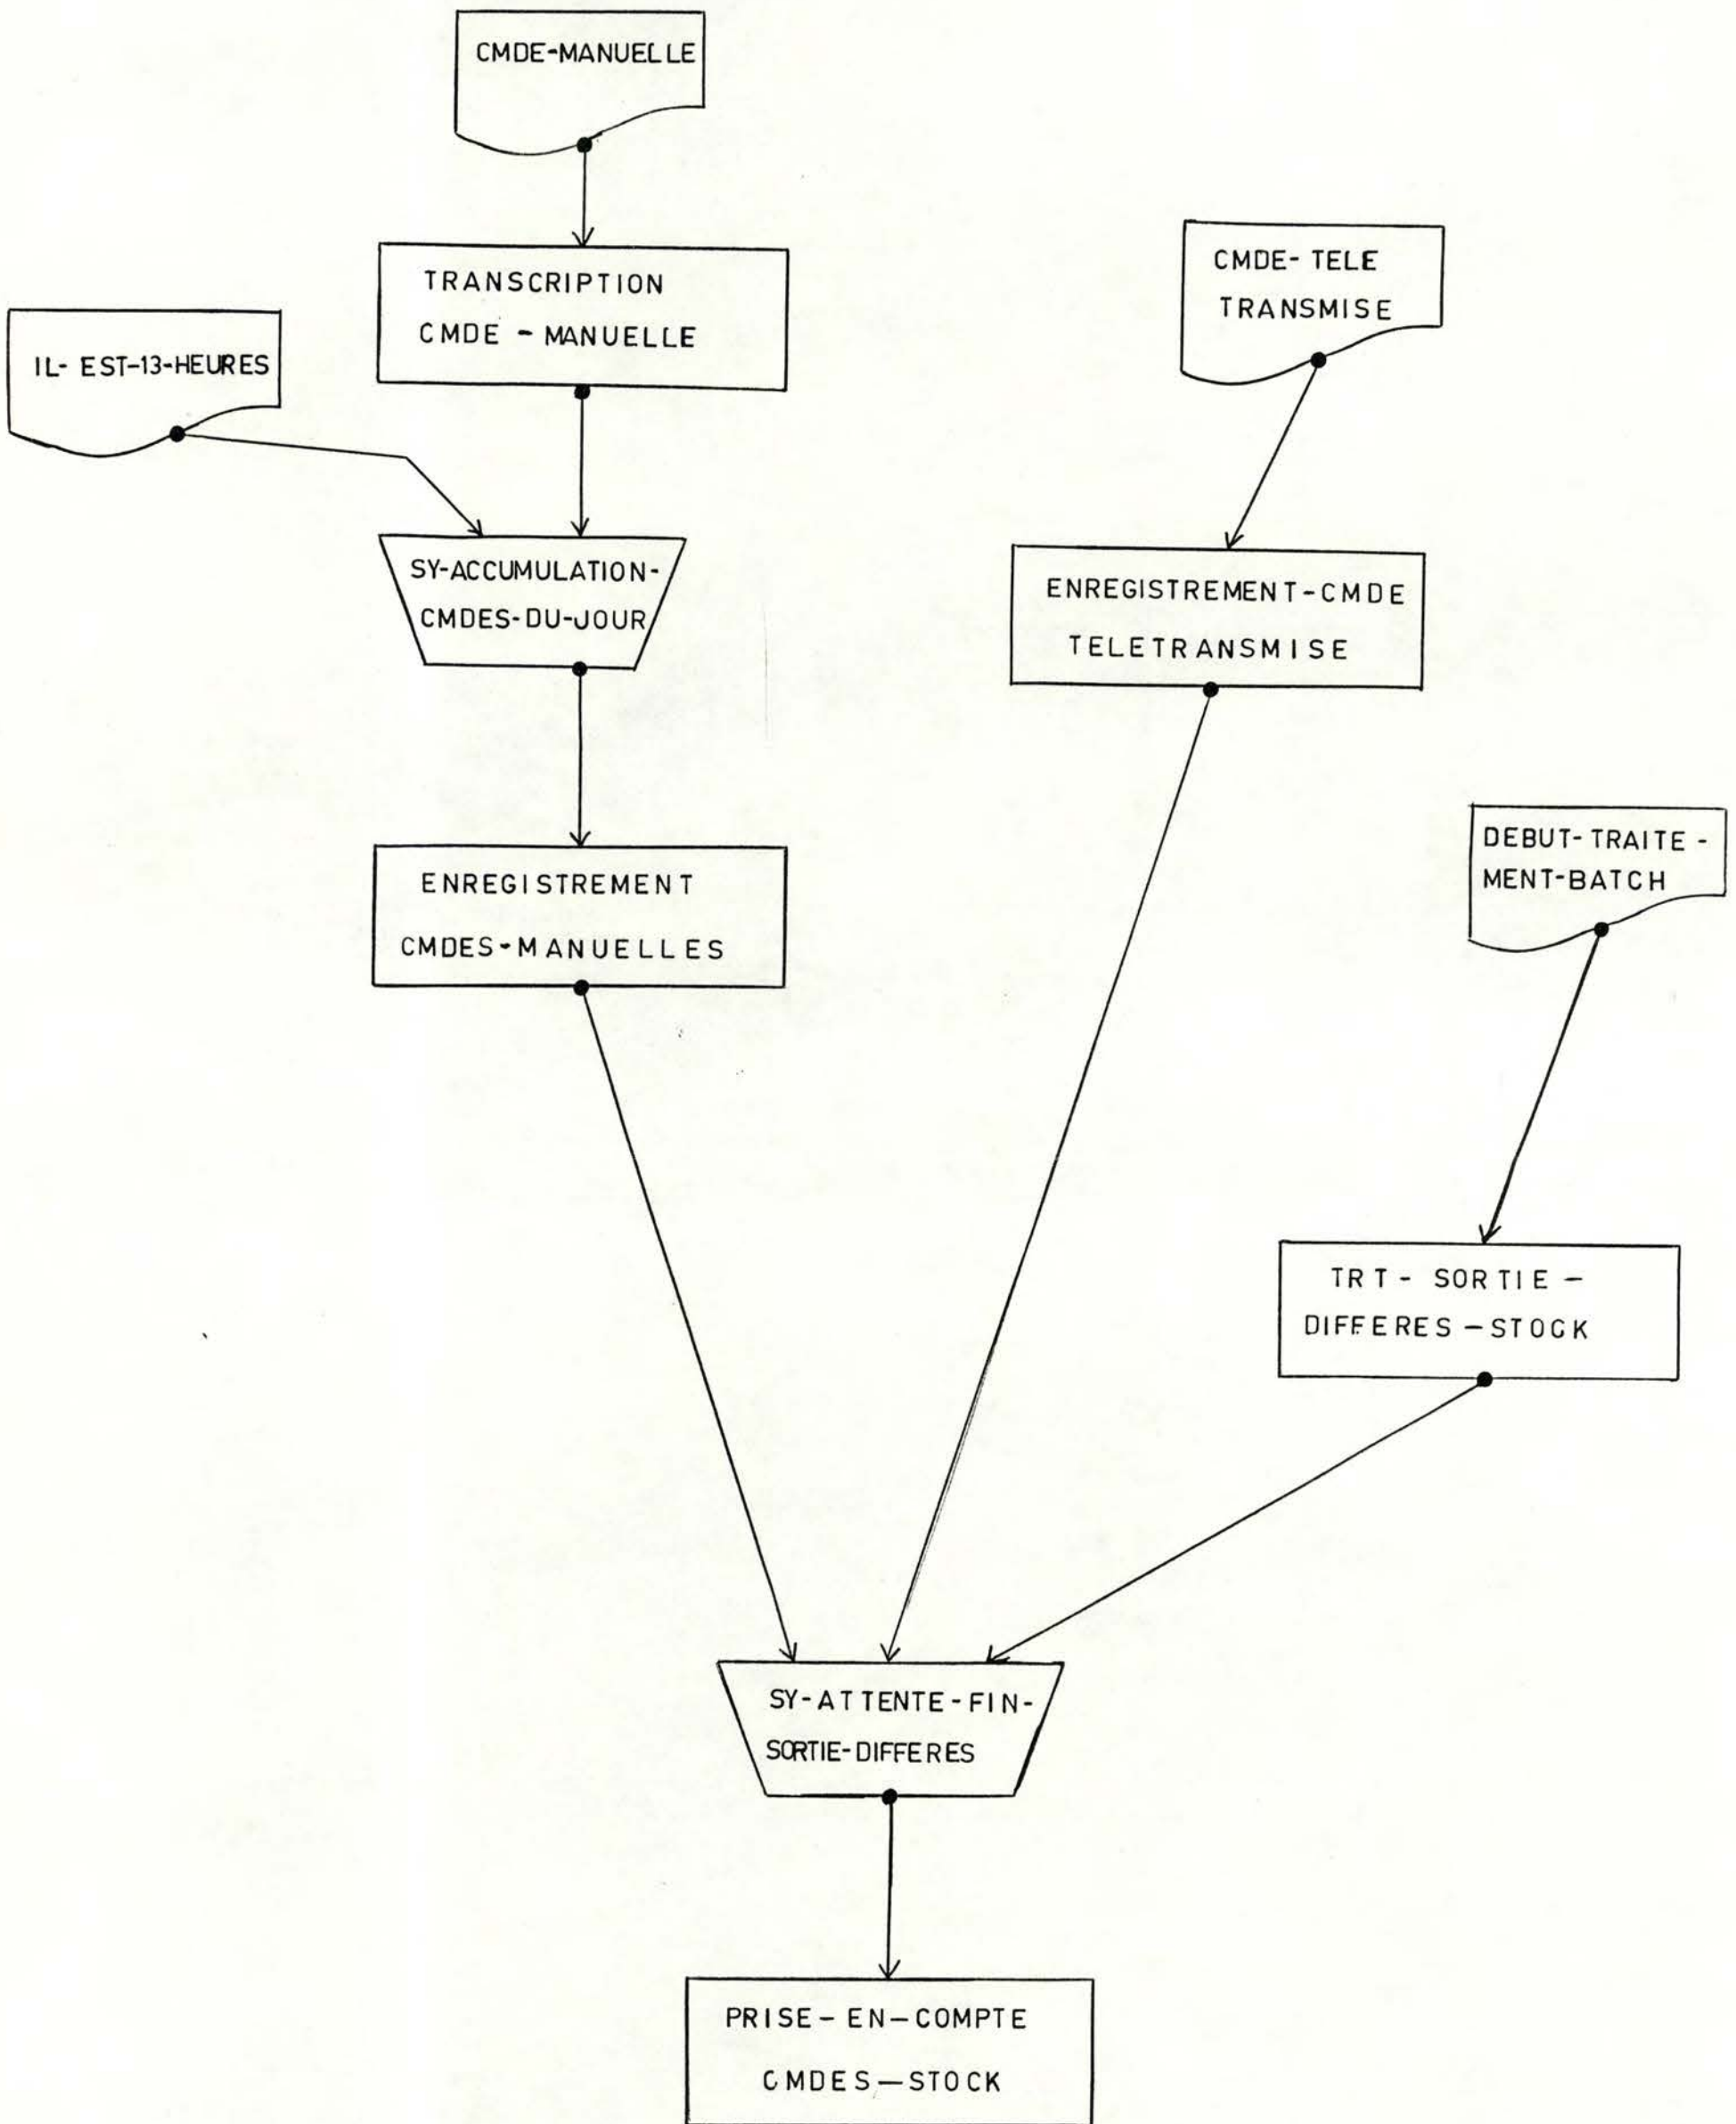 CMDE-MANUELLE
TRANSCRIPTION
CMDE - MANUELLE
IL- EST-13-HEURES
CMDE- TELE
TRANSMISE
SY-ACCUMULATION-
CMDES-DU-JOUR
ENREGISTREMENT-CMDE
TELETRANSMISE
ENREGISTREMENT
CMDES-MANUELLES
DEBUT-TRAITE-
MENT-BATCH
TRT - SORTIE -
DIFFERES - STOCK
SY-ATTENTE-FIN-
SORTIE-DIFFERES
PRISE-EN-COMPTE
CMDES-STOCK